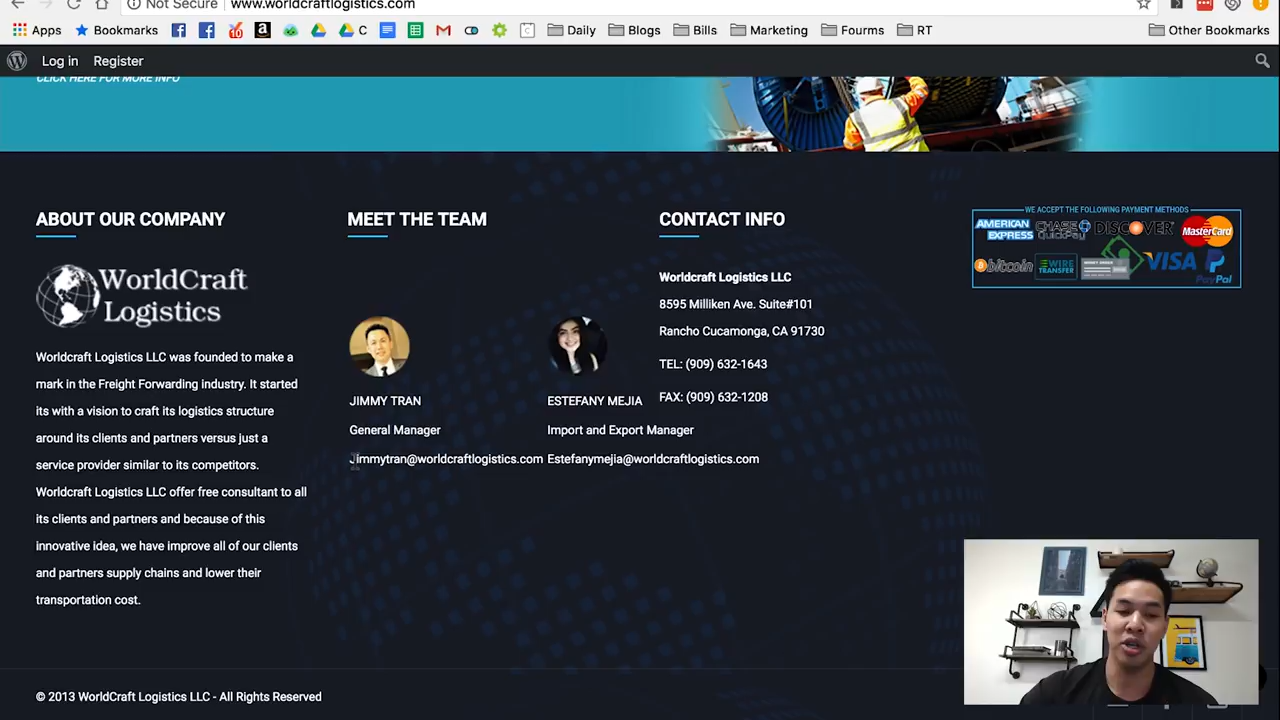 Not Secure www.worldcraftlogistics.com
Apps Bookmarks C Daily Blogs Bills Marketing Fourms RT Other Bookmarks
Log in Register
CLICK HERE FOR MORE INFO
ABOUT OUR COMPANY
WorldCraft
Logistics
Worldcraft Logistics LLC was founded to make a
mark in the Freight Forwarding industry. It started
its with a vision to craft its logistics structure
around its clients and partners versus just a
service provider similar to its competitors.
Worldcraft Logistics LLC offer free consultant to all
its clients and partners and because of this
innovative idea, we have improve all of our clients
and partners supply chains and lower their
transportation cost.
MEET THE TEAM
JIMMY TRAN
General Manager
Jimmytran@worldcraftlogistics.com
ESTEFANY MEJIA
Import and Export Manager
Estefanymejia@worldcraftlogistics.com
CONTACT INFO
Worldcraft Logistics LLC
8595 Milliken Ave. Suite#101
Rancho Cucamonga, CA 91730
TEL: (909) 632-1643
FAX: (909) 632-1208
WE ACCEPT THE FOLLOWING PAYMENT METHODS
AMERICAN EXPRESS
CHASE QuickPay
DISCOVER
MasterCard
bitcoin
WIRE TRANSFER
VISA
PayPal
© 2013 WorldCraft Logistics LLC - All Rights Reserved